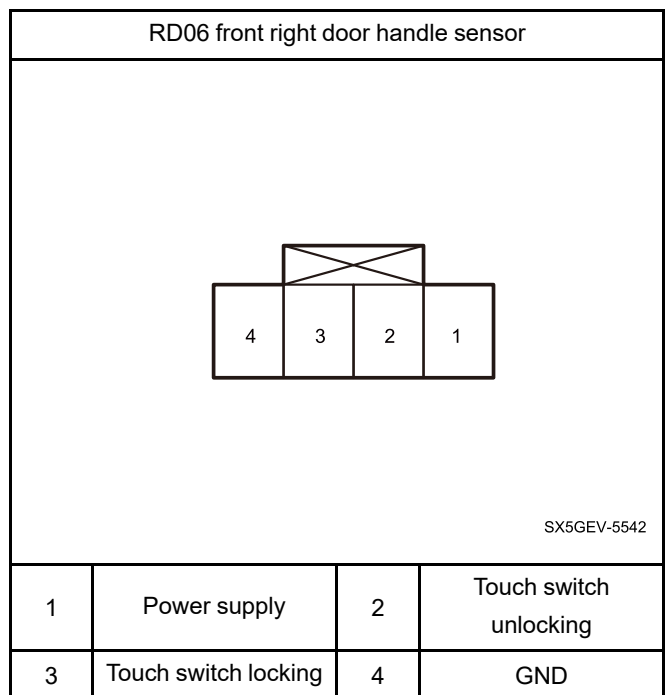 RD06 front right door handle sensor
4 3 2 1
SX5GEV-5542
1 Power supply 2 Touch switch unlocking
3 Touch switch locking 4 GND